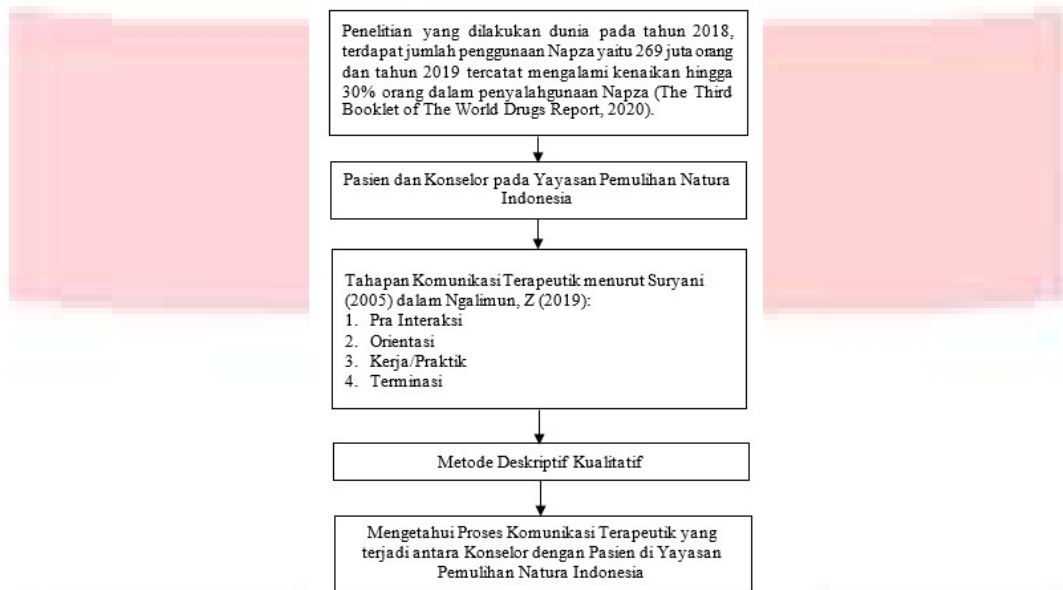 Penelitian yang dilakukan dunia pada tahun 2018,
terdapat jumlah penggunaan Napza yaitu 269 juta orang
dan tahun 2019 tercatat mengalami kenaikan hingga
30% orang dalam penyalahgunaan Napza (The Third
Booklet of The World Drugs Report, 2020).
Pasien dan Konselor pada Yayasan Pemulihan Natura
Indonesia
Tahapan Komunikasi Terapeutik menurut Suryani
(2005) dalam Ngalimun, Z (2019):
1. Pra Interaksi
2. Orientasi
3. Kerja/Praktik
4. Terminasi
Metode Deskriptif Kualitatif
Mengetahui Proses Komunikasi Terapeutik yang
terjadi antara Konselor dengan Pasien di Yayasan
Pemulihan Natura Indonesia